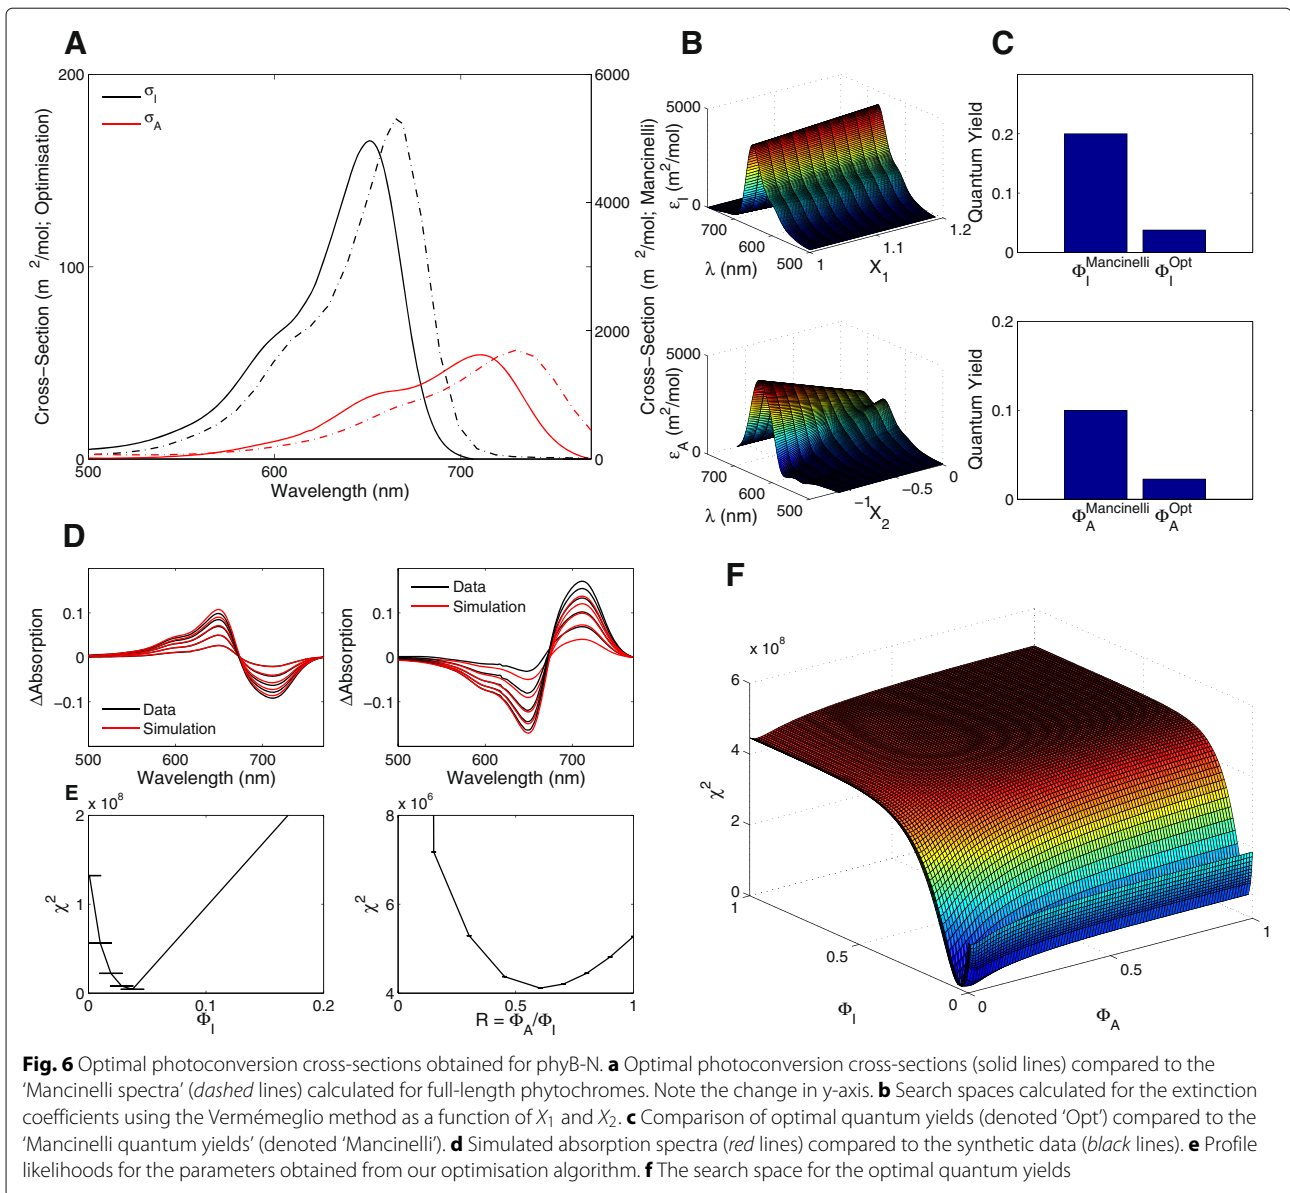 A
200
100
0
500
600
700
6000
4000
2000
0
σI
σA
Cross−Section (m 2/mol; Optimisation)
Cross−Section (m 2/mol; Mancinelli)
Wavelength (nm)
B
5000
0
εI (m2/mol)
700
600
500
λ (nm)
1
1.1
1.2
X1
5000
0
εA (m2/mol)
700
600
500
λ (nm)
−1
−0.5
0
X2
C
0.2
0.1
0
Quantum Yield
ΦIMancinelli ΦIOpt
0.2
0.1
0
Quantum Yield
ΦAMancinelli ΦAOpt
D
0.1
0
−0.1
ΔAbsorption
Data
Simulation
500
600
700
Wavelength (nm)
0.1
0
−0.1
ΔAbsorption
Data
Simulation
500
600
700
Wavelength (nm)
E
x 108
2
1
0
χ2
0
0.1
0.2
ΦI
x 106
8
6
4
χ2
0
0.5
1
R = ΦA/ΦI
F
x 108
6
4
2
0
χ2
1
0.5
0
ΦI
0
0.5
1
ΦA
Fig. 6 Optimal photoconversion cross-sections obtained for phyB-N. a Optimal photoconversion cross-sections (solid lines) compared to the
‘Mancinelli spectra’ (dashed lines) calculated for full-length phytochromes. Note the change in y-axis. b Search spaces calculated for the extinction
coefficients using the Vermémeglio method as a function of X1 and X2. c Comparison of optimal quantum yields (denoted ‘Opt’) compared to the
‘Mancinelli quantum yields’ (denoted ‘Mancinelli’). d Simulated absorption spectra (red lines) compared to the synthetic data (black lines). e Profile
likelihoods for the parameters obtained from our optimisation algorithm. f The search space for the optimal quantum yields